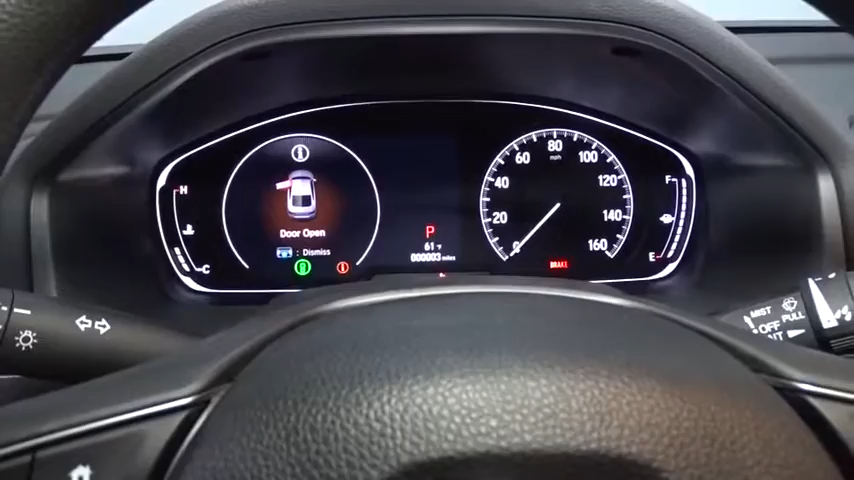 H
C
i
Door Open
: Dismiss
i
P
61 °F
000003 miles
0
20
40
60
80
100
120
140
160
mph
BRAKE
F
E
MIST
OFF
INT
PULL